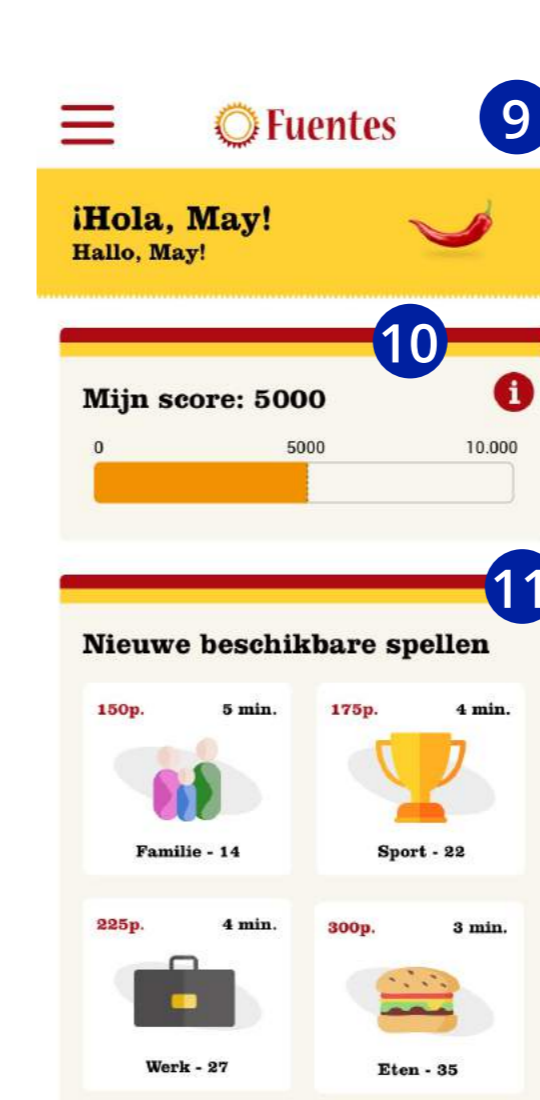 Fuentes
9
¡Hola, May!
Hallo, May!
10
Mijn score: 5000
i
0 5000 10.000
11
Nieuwe beschikbare spellen
150p. 5 min.
175p. 4 min.
Familie - 14
Sport - 22
225p. 4 min.
300p. 3 min.
Werk - 27
Eten - 35